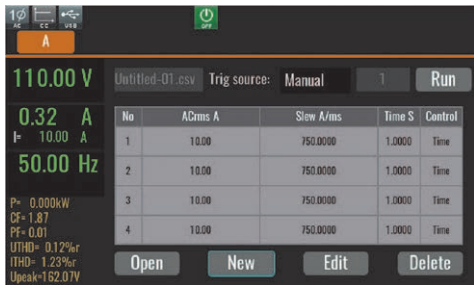 1Ø
AC CC USB OFF
A
110.00 V
0.32 A
I= 10.00 A
50.00 Hz
P= 0.000kW
CF= 1.87
PF= 0.01
UTHD= 0.12%r
ITHD= 1.23%r
Upeak=162.07V
Untitled-01.csv Trig source: Manual 1 Run
No ACrms A Slew A/ms Time S Control
1 10.00 750.0000 1.0000 Time
2 10.00 750.0000 1.0000 Time
3 10.00 750.0000 1.0000 Time
4 10.00 750.0000 1.0000 Time
Open New Edit Delete